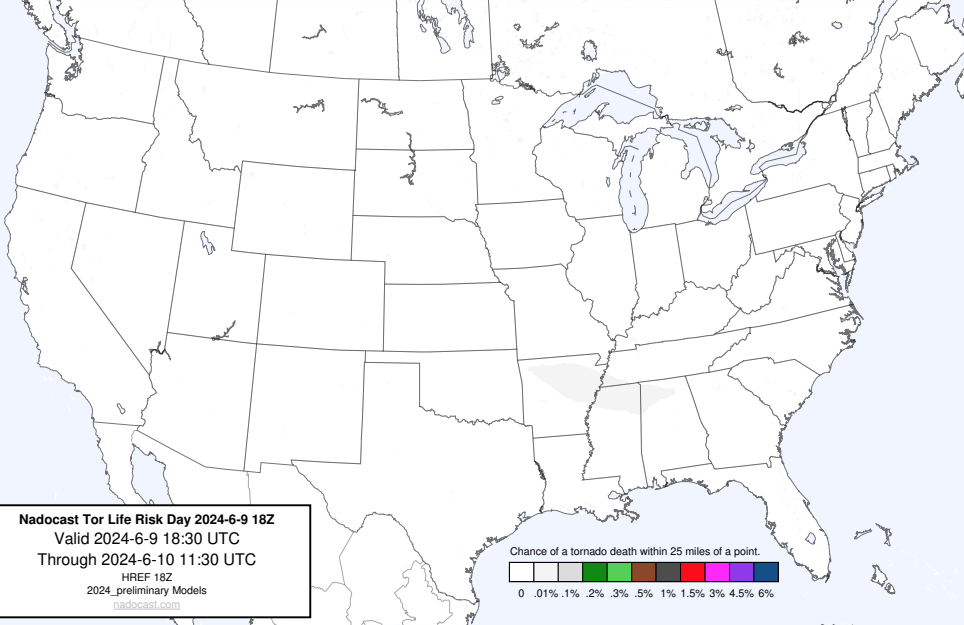 Nadocast Tor Life Risk Day 2024-6-9 18Z
Valid 2024-6-9 18:30 UTC
Through 2024-6-10 11:30 UTC
HREF 18Z
2024_preliminary Models
nadocast.com
Chance of a tornado death within 25 miles of a point.
0 .01% .1% .2% .3% .5% 1% 1.5% 3% 4.5% 6%